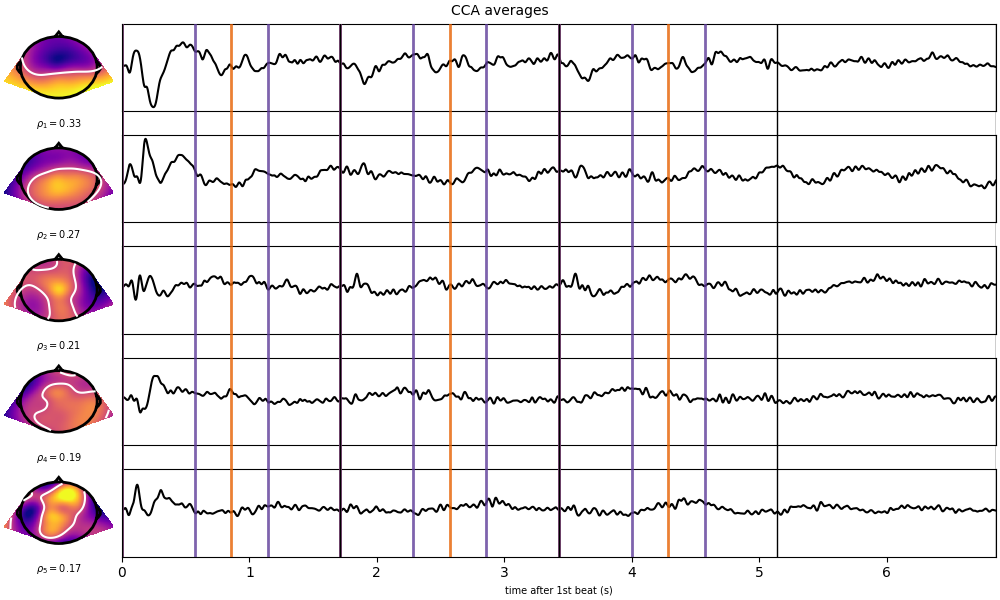 CCA averages
ρ₁ = 0.33
ρ₂ = 0.27
ρ₃ = 0.21
ρ₄ = 0.19
ρ₅ = 0.17
0 1 2 3 4 5 6
time after 1st beat (s)